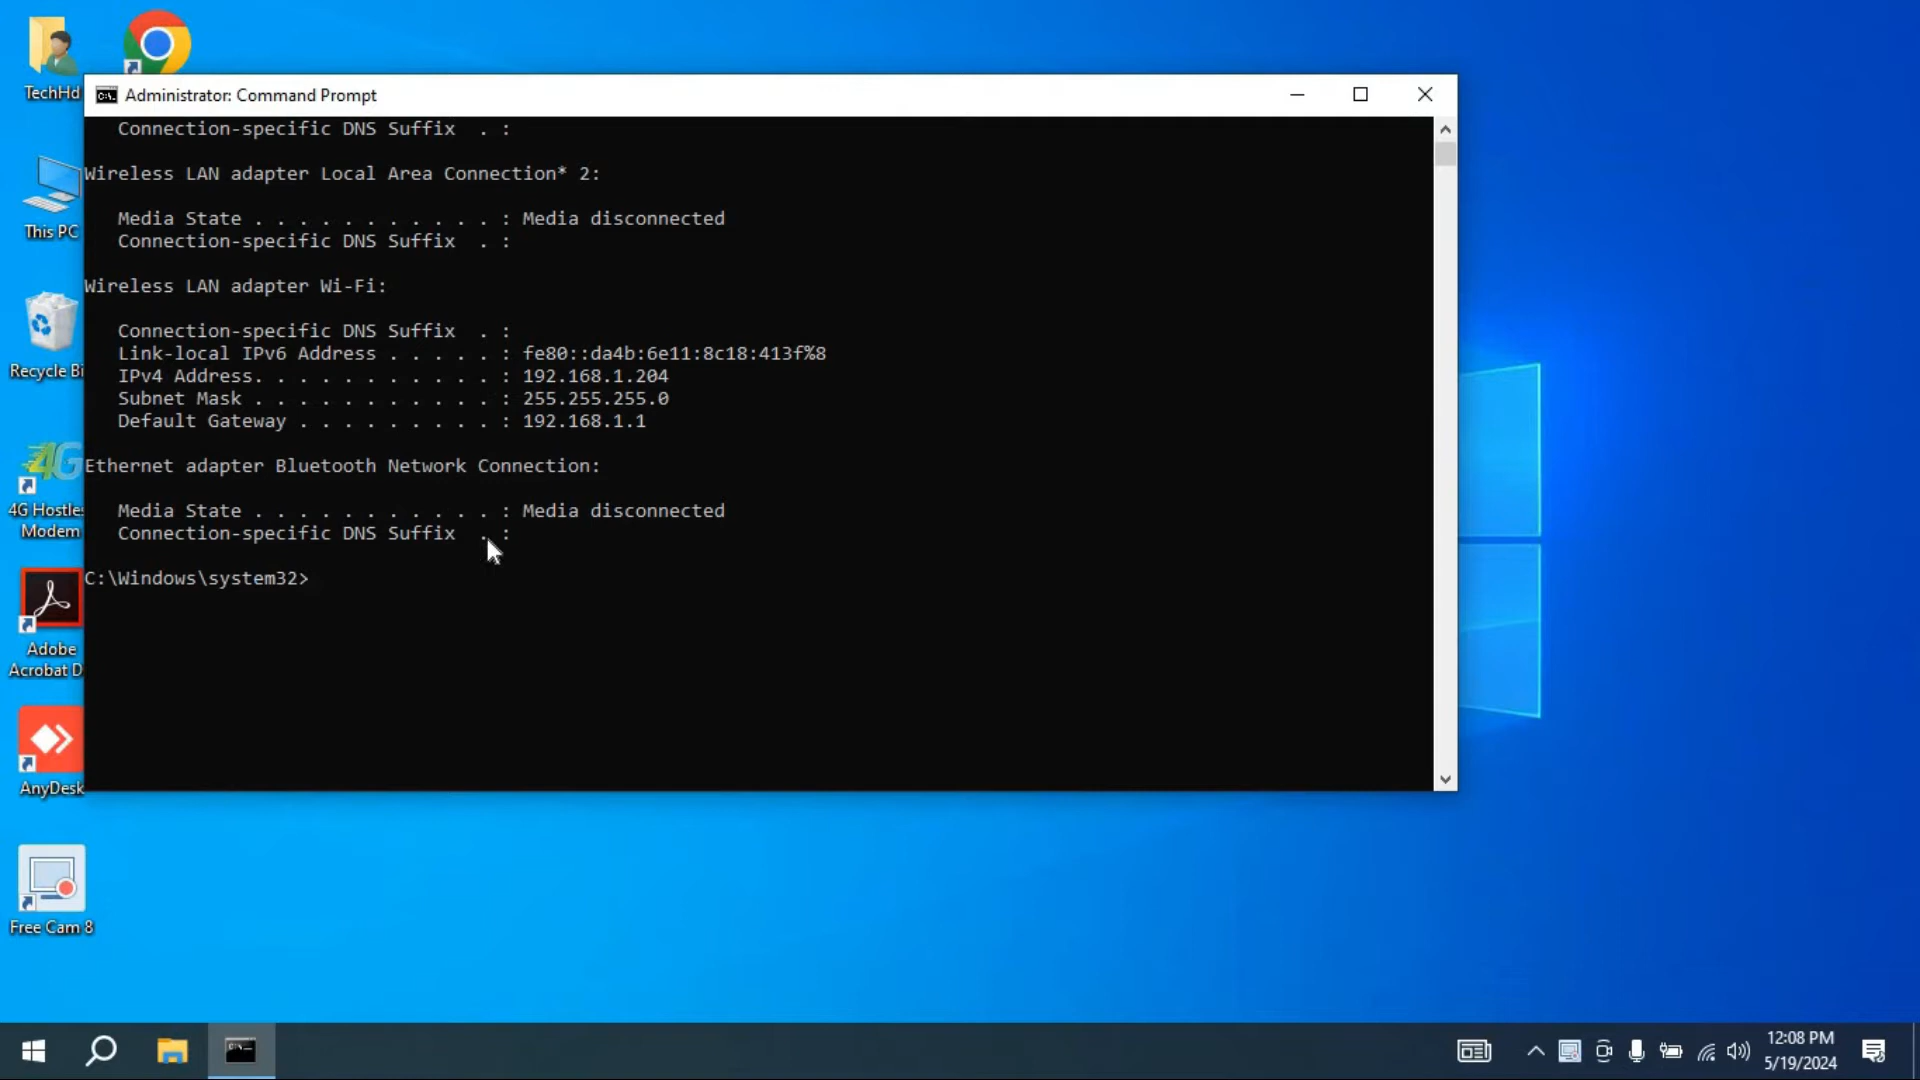 TechHd
Administrator: Command Prompt
Connection-specific DNS Suffix  . :
Wireless LAN adapter Local Area Connection* 2:
Media State . . . . . . . . . . . : Media disconnected
Connection-specific DNS Suffix  . :
Wireless LAN adapter Wi-Fi:
Connection-specific DNS Suffix  . :
Link-local IPv6 Address . . . . . : fe80::da4b:6e11:8c18:413f%8
IPv4 Address. . . . . . . . . . . : 192.168.1.204
Subnet Mask . . . . . . . . . . . : 255.255.255.0
Default Gateway . . . . . . . . . : 192.168.1.1
Ethernet adapter Bluetooth Network Connection:
Media State . . . . . . . . . . . : Media disconnected
Connection-specific DNS Suffix  . :
C:\Windows\system32>
This PC
Recycle Bi
4G
4G Hostles
Modem
Adobe
Acrobat D
AnyDesk
Free Cam 8
12:08 PM
5/19/2024